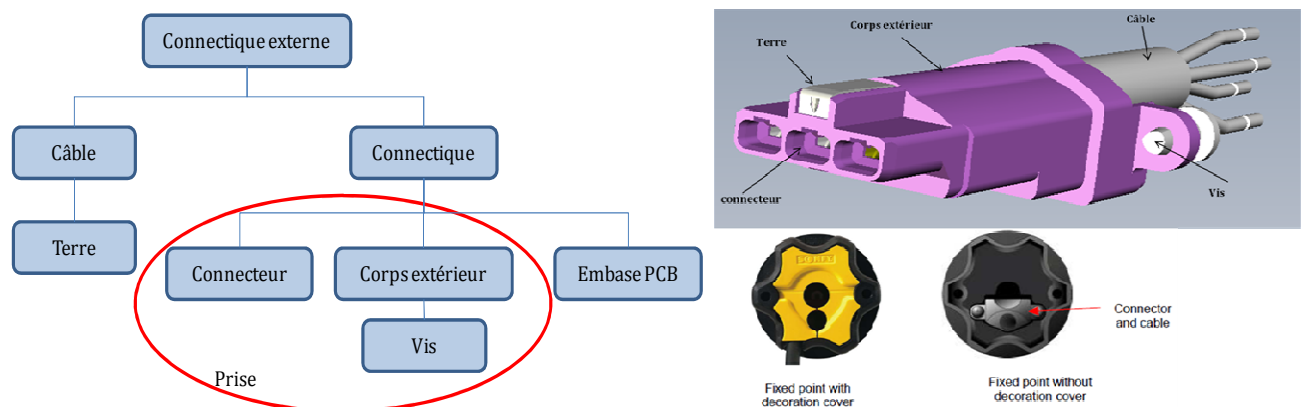 Connectique externe
Câble
Connectique
Terre
Connecteur
Corps extérieur
Embase PCB
Vis
Prise
Terre
Corps extérieur
Câble
connecteur
Vis
SOMFY
Connector
and cable
Fixed point with
decoration cover
Fixed point without
decoration cover